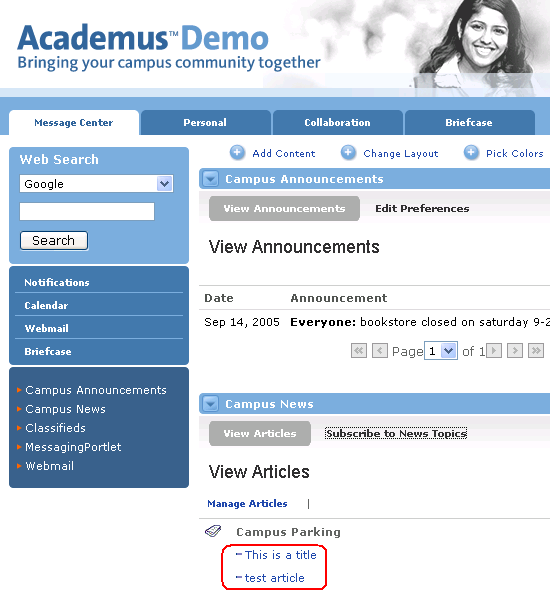 Academus™ Demo
Bringing your campus community together
Message Center
Personal
Collaboration
Briefcase
Web Search
Google
Search
Notifications
Calendar
Webmail
Briefcase
Campus Announcements
Campus News
Classifieds
MessagingPortlet
Webmail
Add Content
Change Layout
Pick Colors
Campus Announcements
View Announcements Edit Preferences
View Announcements
Date Announcement
Sep 14, 2005 Everyone: bookstore closed on saturday 9-2
Page 1 of 1
Campus News
View Articles Subscribe to News Topics
View Articles
Manage Articles |
Campus Parking
This is a title
test article